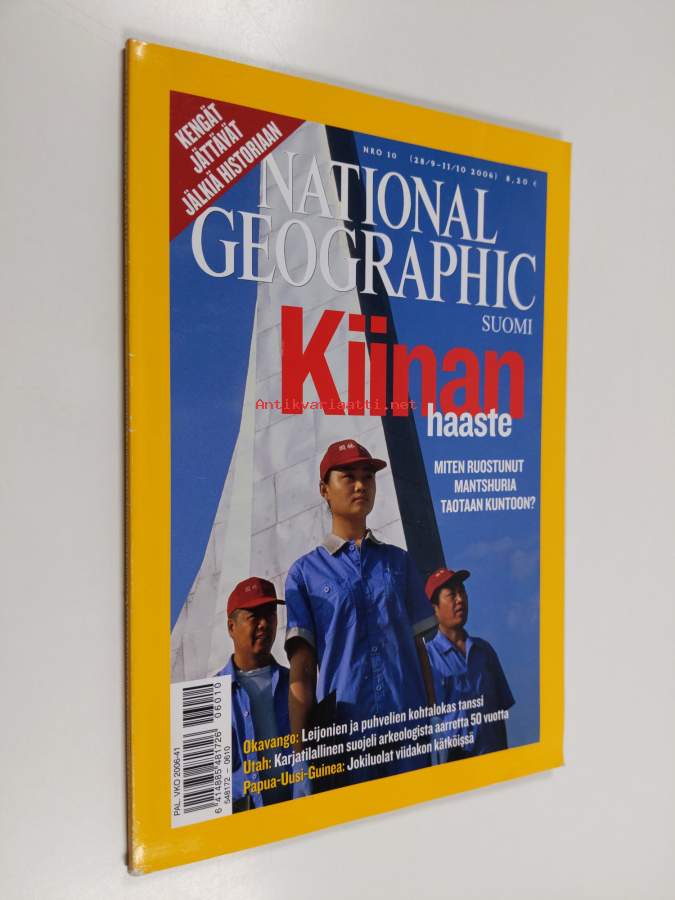 KENGÄT
JÄTTÄVÄT
JÄLKIÄ HISTORIAAN
NRO 10 (28/9–11/10 2006) 8,20 €
NATIONAL
GEOGRAPHIC
SUOMI
Kiinan
haaste
Antikvariaatti.net
MITEN RUOSTUNUT
MANTSHURIA
TAOTAAN KUNTOON?
Okavango: Leijonien ja puhvelien kohtalokas tanssi
Utah: Karjatilallinen suojeli arkeologista aarretta 50 vuotta
Papua-Uusi-Guinea: Jokiluolat viidakon kätköissä
PAL. VKO 2006-41
6 414885 481726
06010
548172 – 0610